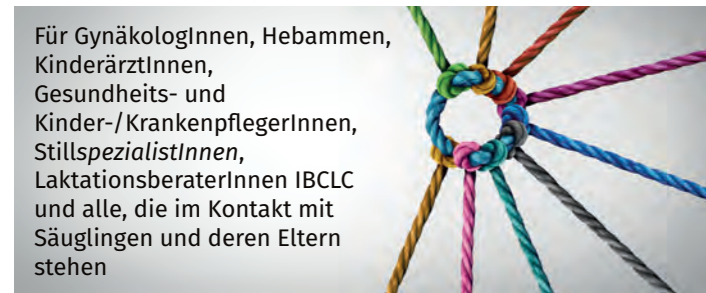 Für GynäkologInnen, Hebammen,
KinderärztInnen,
Gesundheits- und
Kinder-/KrankenpflegerInnen,
StillspezialistInnen,
LaktationsberaterInnen IBCLC
und alle, die im Kontakt mit
Säuglingen und deren Eltern
stehen